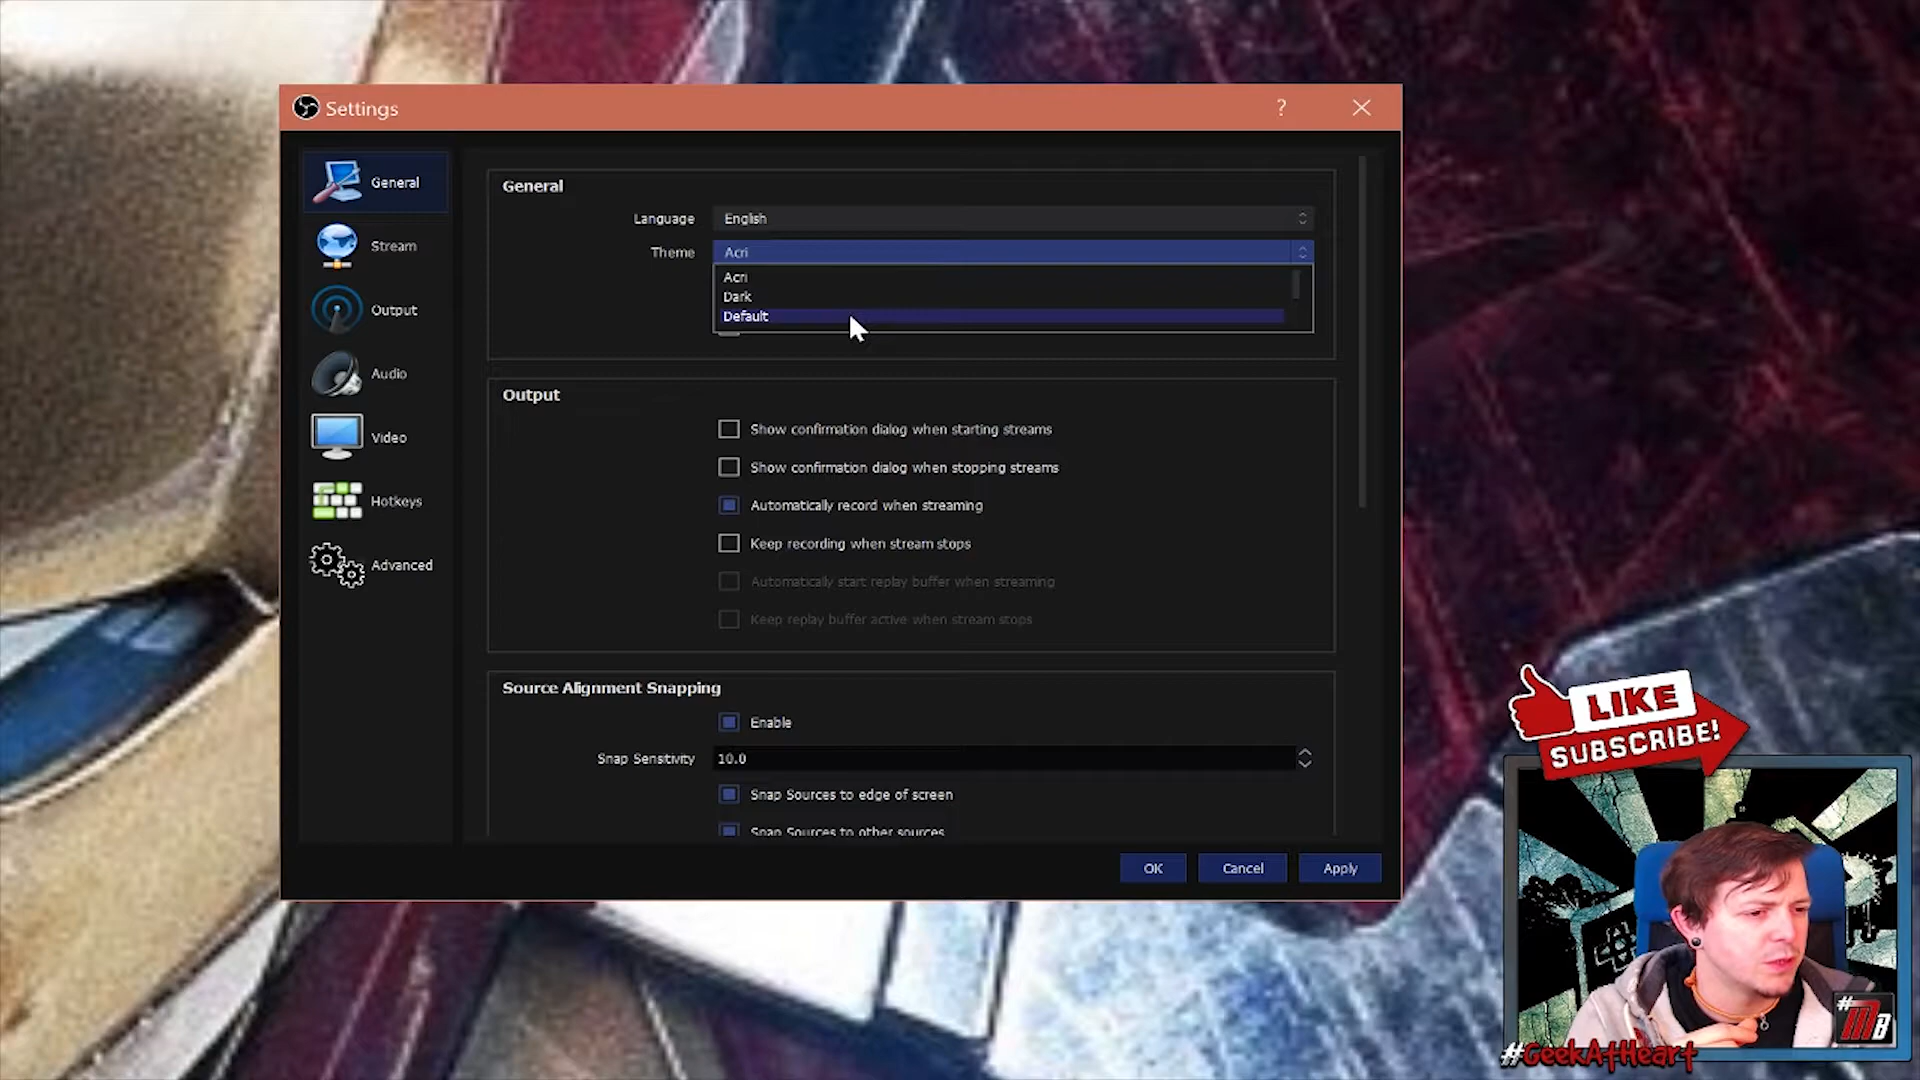 Settings
?
General
Stream
Output
Audio
Video
Hotkeys
Advanced
General
Language English
Theme Acri
Acri
Dark
Default
Output
Show confirmation dialog when starting streams
Show confirmation dialog when stopping streams
Automatically record when streaming
Keep recording when stream stops
Automatically start replay buffer when streaming
Keep replay buffer active when stream stops
Source Alignment Snapping
Enable
Snap Sensitivity 10.0
Snap Sources to edge of screen
Snap Sources to other sources
OK Cancel Apply
LIKE
SUBSCRIBE!
#MB
#GeekAtHeart